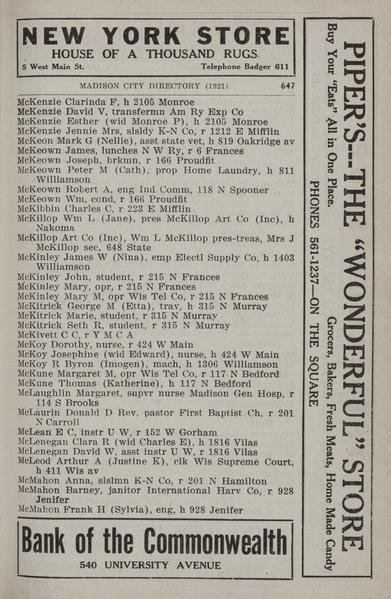 NEW YORK STORE
HOUSE OF A THOUSAND RUGS
5 West Main St. Telephone Badger 611
MADISON CITY DIRECTORY (1921) 647
McKenzie Clarinda F, h 2105 Monroe
McKenzie David V, transfermn Am Ry Exp Co
McKenzie Esther (wid Monroe P), h 2105 Monroe
McKenzie Jennie Mrs, slsldy K-N Co, r 1212 E Mifflin
McKeon Mark G (Nellie), asst state vet, h 819 Oakridge av
McKeown James, lunches N W Ry, r 6 Frances
McKeown Joseph, brkmn, r 166 Proudfit
McKeown Peter M (Cath), prop Home Laundry, h 811
Williamson
McKeown Robert A, eng Ind Comm, 118 N Spooner
McKeown Wm, cond, r 166 Proudfit
McKibbin Charles C, r 223 E Mifflin
McKillop Wm L (Jane), pres McKillop Art Co (Inc), h
Nakoma
McKillop Art Co (Inc), Wm L McKillop pres-treas, Mrs J
McKillop sec, 648 State
McKinley James W (Nina), emp Electl Supply Co, h 1403
Williamson
McKinley John, student, r 215 N Frances
McKinley Mary, opr, r 215 N Frances
McKinley Mary M, opr Wis Tel Co, r 215 N Frances
McKitrick George M (Etta), trav, h 315 N Murray
McKitrick Marie, student, r 315 N Murray
McKitrick Seth R, student, r 315 N Murray
McKivett C C, r Y M C A
McKoy Dorothy, nurse, r 424 W Main
McKoy Josephine (wid Edward), nurse, h 424 W Main
McKoy R Byron (Imogen), mach, h 1306 Williamson
McKune Margaret M, opr Wis Tel Co, r 117 N Bedford
McKune Thomas (Katherine), h 117 N Bedford
McLaughlin Margaret, supvr nurse Madison Gen Hosp, r
114 S Brooks
McLaurin Donald D Rev, pastor First Baptist Ch, r 201
N Carroll
McLean E C, instr U W, r 152 W Gorham
McLenegan Clara R (wid Charles E), h 1816 Vilas
McLenegan David W, asst instr U W, r 1816 Vilas
McLeod Arthur A (Justine K), clk Wis Supreme Court,
h 411 Wis av
McMahon Anna, slslmn K-N Co, r 201 N Hamilton
McMahon Barney, janitor International Harv Co, r 928
Jenifer
McMahon Frank H (Sylvia), eng, h 928 Jenifer
Bank of the Commonwealth
540 UNIVERSITY AVENUE
PIPER'S---THE "WONDERFUL" STORE
Buy Your "Eats" All in One Place. Grocers, Bakers, Fresh Meats, Home Made Candy
PHONES 561-1237—ON THE SQUARE